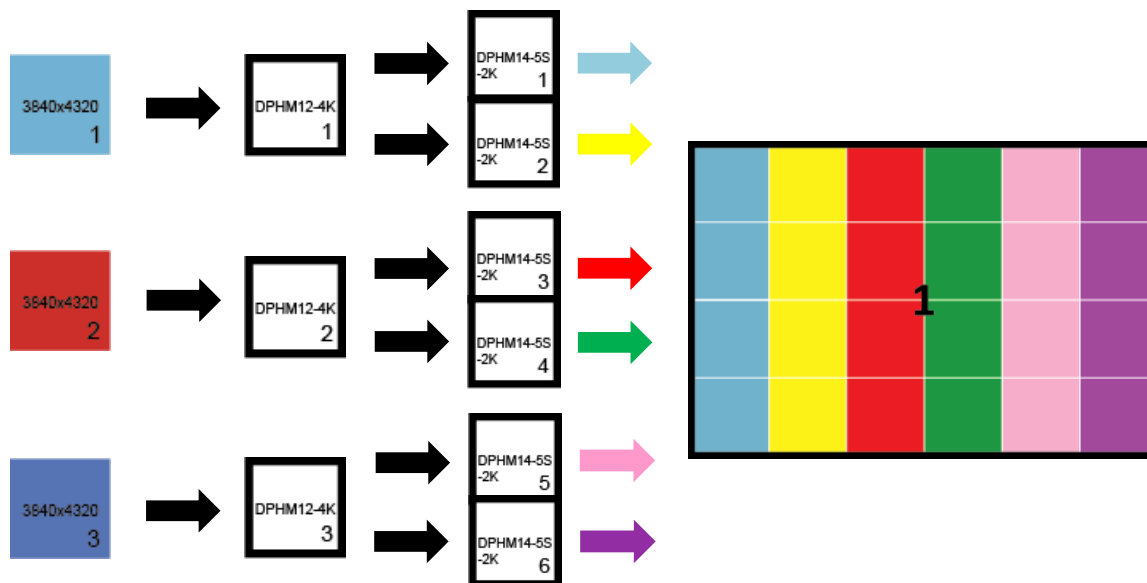 3840x4320
1
DPHM12-4K
1
DPHM14-5S
-2K
1
DPHM14-5S
-2K
2
3840x4320
2
DPHM12-4K
2
DPHM14-5S
-2K
3
DPHM14-5S
-2K
4
1
3840x4320
3
DPHM12-4K
3
DPHM14-5S
-2K
5
DPHM14-5S
-2K
6